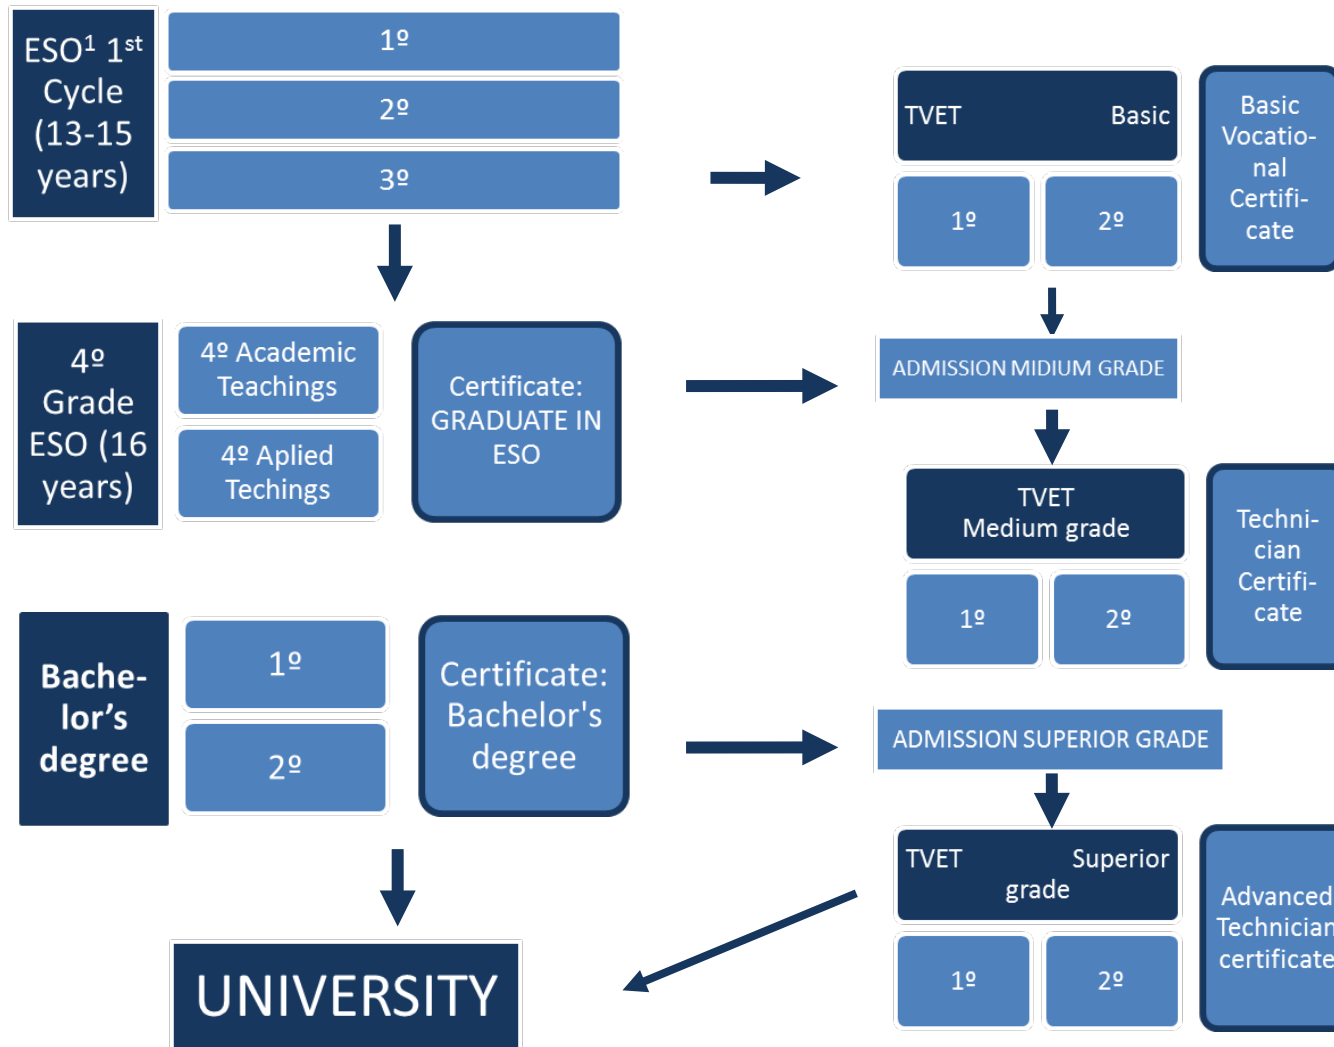 ESO¹ 1st
Cycle
(13-15
years)
1º
2º
3º
TVET Basic
1º
2º
Basic
Vocatio-
nal
Certifi-
cate
4º
Grade
ESO (16
years)
4º Academic
Teachings
4º Aplied
Techings
Certificate:
GRADUATE IN
ESO
ADMISSION MIDIUM GRADE
TVET
Medium grade
1º
2º
Techni-
cian
Certifi-
cate
Bache-
lor’s
degree
1º
2º
Certificate:
Bachelor's
degree
ADMISSION SUPERIOR GRADE
TVET Superior
grade
1º
2º
Advanced
Technician
certificate
UNIVERSITY